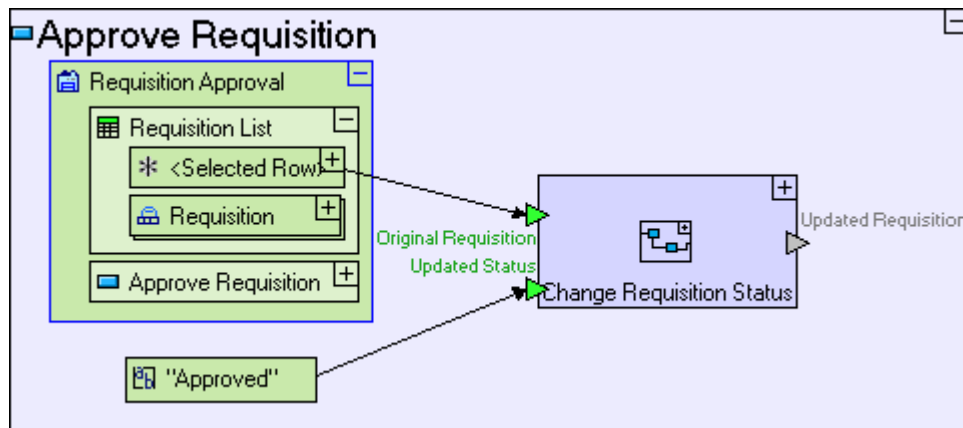 Approve Requisition
Requisition Approval
Requisition List
<Selected Row>
Requisition
Approve Requisition
"Approved"
Original Requisition
Updated Status
Change Requisition Status
Updated Requisition